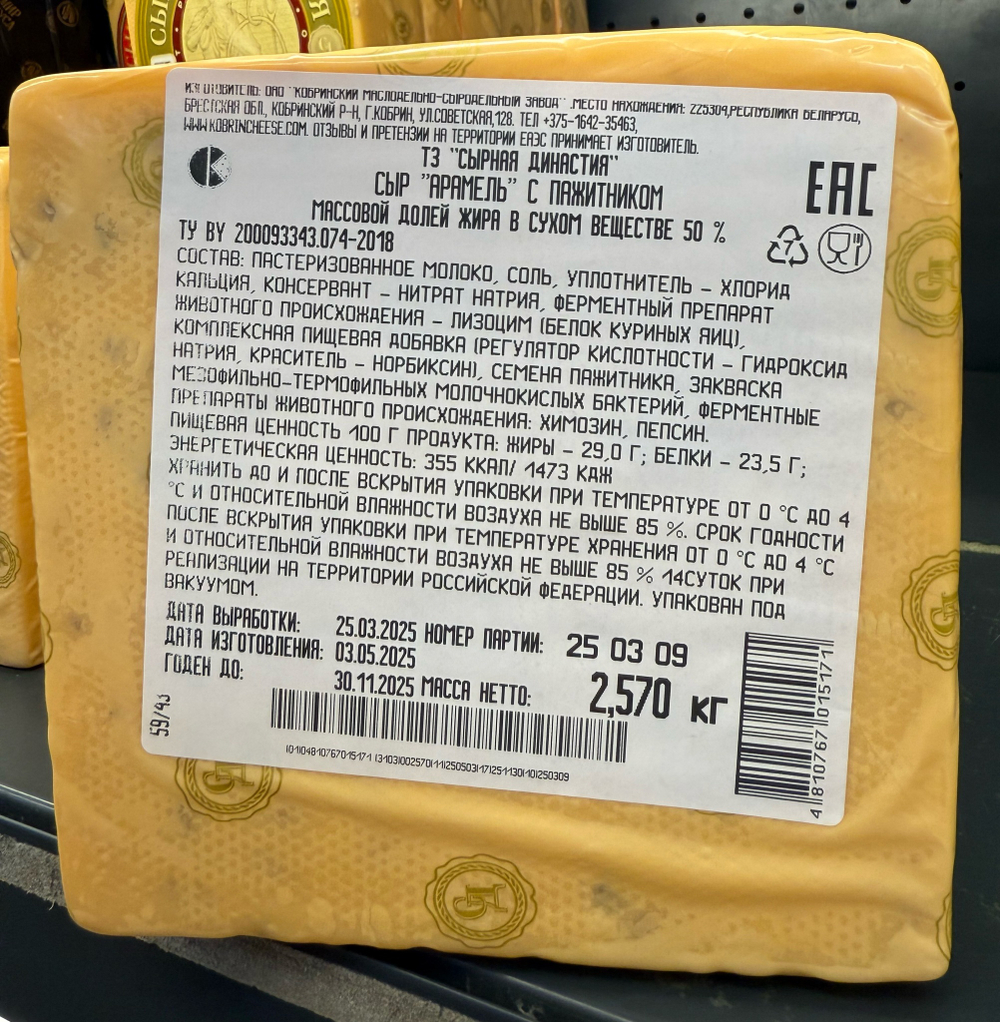 СЫ
Я
ИЗГОТОВИТЕЛЬ: ОАО "КОБРИНСКИЙ МАСЛОДЕЛЬНО-СЫРОДЕЛЬНЫЙ ЗАВОД" .МЕСТО НАХОЖДЕНИЯ: 225304,РЕСПУБЛИКА БЕЛАРУСЬ,
БРЕСТСКАЯ ОБЛ., КОБРИНСКИЙ Р-Н, Г.КОБРИН, УЛ.СОВЕТСКАЯ,128. ТЕЛ +375-1642-35463,
WWW.KOBRINCHEESE.COM. ОТЗЫВЫ И ПРЕТЕНЗИИ НА ТЕРРИТОРИИ ЕАЭС ПРИНИМАЕТ ИЗГОТОВИТЕЛЬ.
ТЗ "СЫРНАЯ ДИНАСТИЯ"
EAC
СЫР "АРАМЕЛЬ" С ПАЖИТНИКОМ
МАССОВОЙ ДОЛЕЙ ЖИРА В СУХОМ ВЕЩЕСТВЕ 50 %
ТУ BY 200093343.074-2018
7
СОСТАВ: ПАСТЕРИЗОВАННОЕ МОЛОКО, СОЛЬ, УПЛОТНИТЕЛЬ – ХЛОРИД
КАЛЬЦИЯ, КОНСЕРВАНТ – НИТРАТ НАТРИЯ, ФЕРМЕНТНЫЙ ПРЕПАРАТ
ЖИВОТНОГО ПРОИСХОЖДЕНИЯ – ЛИЗОЦИМ (БЕЛОК КУРИНЫХ ЯИЦ),
КОМПЛЕКСНАЯ ПИЩЕВАЯ ДОБАВКА (РЕГУЛЯТОР КИСЛОТНОСТИ – ГИДРОКСИД
НАТРИЯ, КРАСИТЕЛЬ – НОРБИКСИН), СЕМЕНА ПАЖИТНИКА, ЗАКВАСКА
МЕЗОФИЛЬНО-ТЕРМОФИЛЬНЫХ МОЛОЧНОКИСЛЫХ БАКТЕРИЙ, ФЕРМЕНТНЫЕ
ПРЕПАРАТЫ ЖИВОТНОГО ПРОИСХОЖДЕНИЯ: ХИМОЗИН, ПЕПСИН.
ПИЩЕВАЯ ЦЕННОСТЬ 100 Г ПРОДУКТА: ЖИРЫ – 29,0 Г; БЕЛКИ – 23,5 Г;
ЭНЕРГЕТИЧЕСКАЯ ЦЕННОСТЬ: 355 ККАЛ/ 1473 КДЖ
ХРАНИТЬ ДО И ПОСЛЕ ВСКРЫТИЯ УПАКОВКИ ПРИ ТЕМПЕРАТУРЕ ОТ 0 °С ДО 4
°С И ОТНОСИТЕЛЬНОЙ ВЛАЖНОСТИ ВОЗДУХА НЕ ВЫШЕ 85 %. СРОК ГОДНОСТИ
ПОСЛЕ ВСКРЫТИЯ УПАКОВКИ ПРИ ТЕМПЕРАТУРЕ ХРАНЕНИЯ ОТ 0 °С ДО 4 °С
И ОТНОСИТЕЛЬНОЙ ВЛАЖНОСТИ ВОЗДУХА НЕ ВЫШЕ 85 % 14СУТОК ПРИ
РЕАЛИЗАЦИИ НА ТЕРРИТОРИИ РОССИЙСКОЙ ФЕДЕРАЦИИ. УПАКОВАН ПОД
ВАКУУМОМ.
ДАТА ВЫРАБОТКИ: 25.03.2025 НОМЕР ПАРТИИ: 25 03 09
ДАТА ИЗГОТОВЛЕНИЯ: 03.05.2025
ГОДЕН ДО: 30.11.2025 МАССА НЕТТО: 2,570 кг
59/43
(01)04810767015171 (3103)002570(11)250503(17)251130(10)250309
4 810767 015171